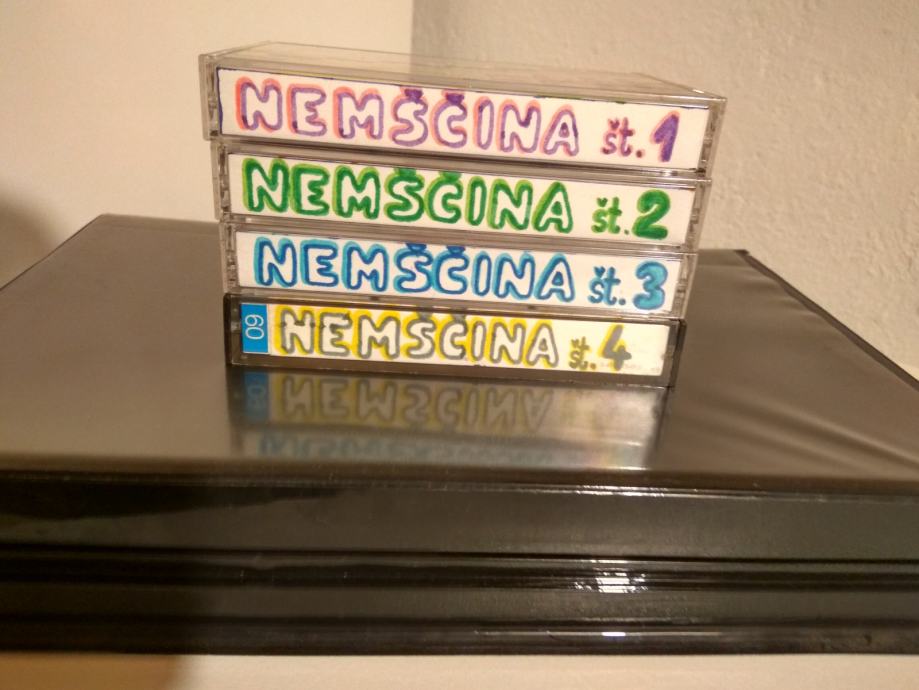 NEMŠČINA št. 1
NEMŠČINA št. 2
NEMŠČINA št. 3
60 NEMŠČINA št. 4